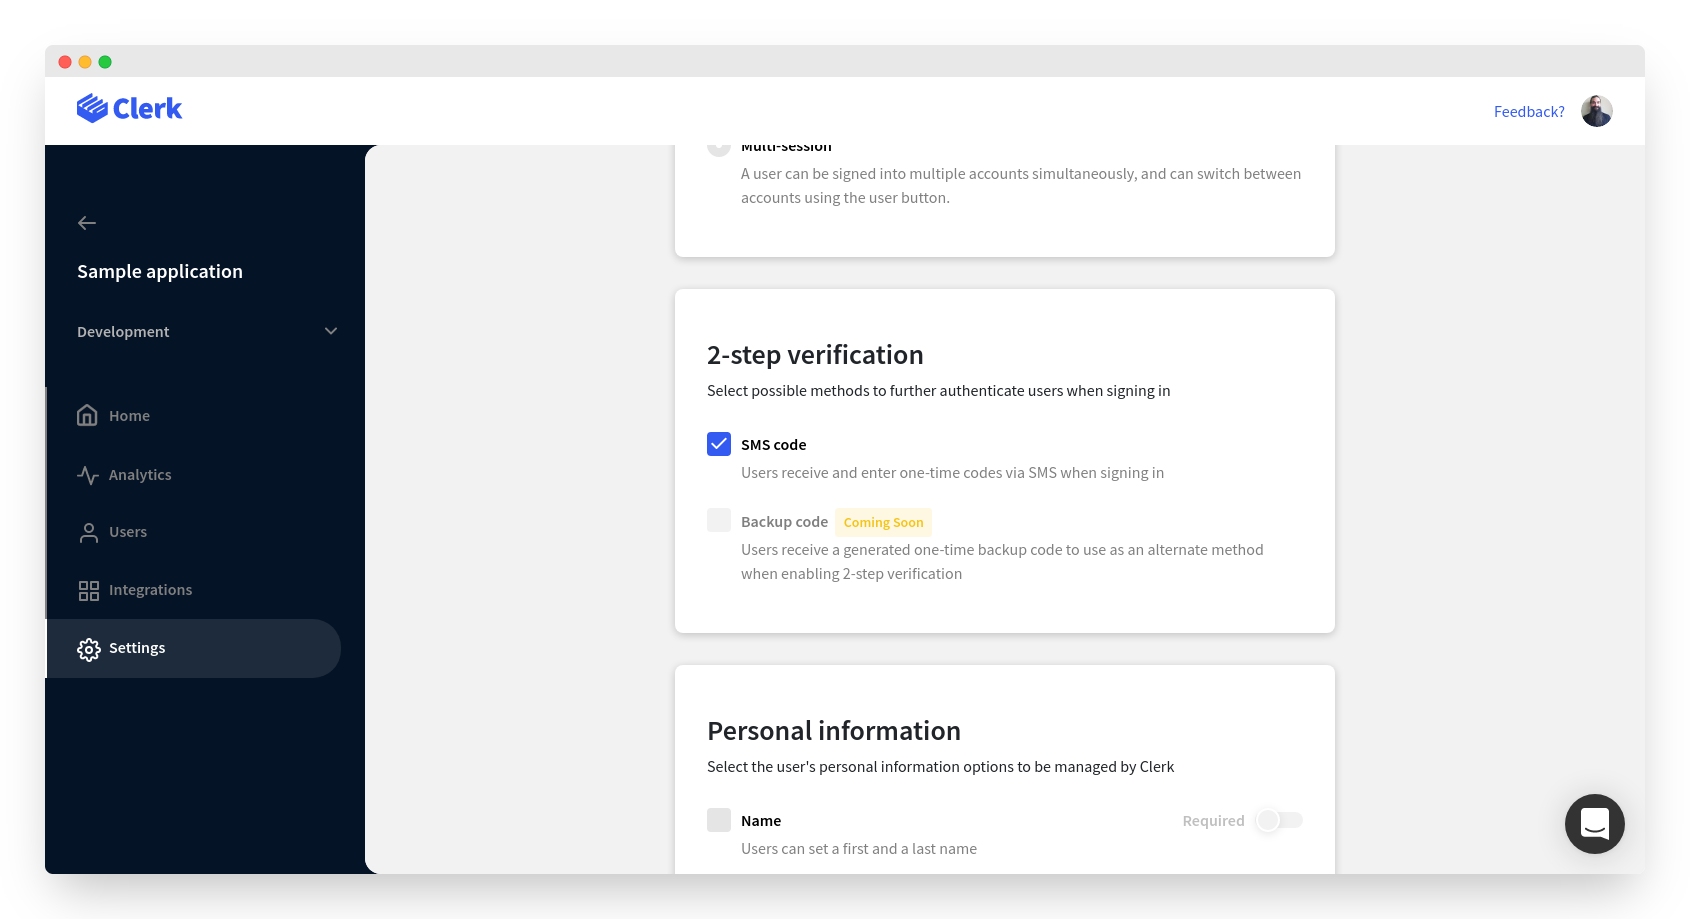 Clerk
Feedback?
Sample application
Development
Home
Analytics
Users
Integrations
Settings
Multi-session
A user can be signed into multiple accounts simultaneously, and can switch between
accounts using the user button.
2-step verification
Select possible methods to further authenticate users when signing in
SMS code
Users receive and enter one-time codes via SMS when signing in
Backup code Coming Soon
Users receive a generated one-time backup code to use as an alternate method
when enabling 2-step verification
Personal information
Select the user's personal information options to be managed by Clerk
Name Required
Users can set a first and a last name